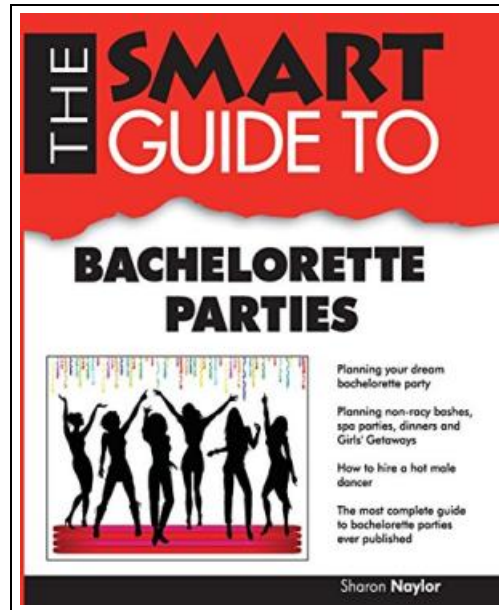 THE
SMART
GUIDE TO
BACHELORETTE
PARTIES
Planning your dream
bachelorette party
Planning non-racy bashes,
spa parties, dinners and
Girls' Getaways
How to hire a hot male
dancer
The most complete guide
to bachelorette parties
ever published
Sharon Naylor